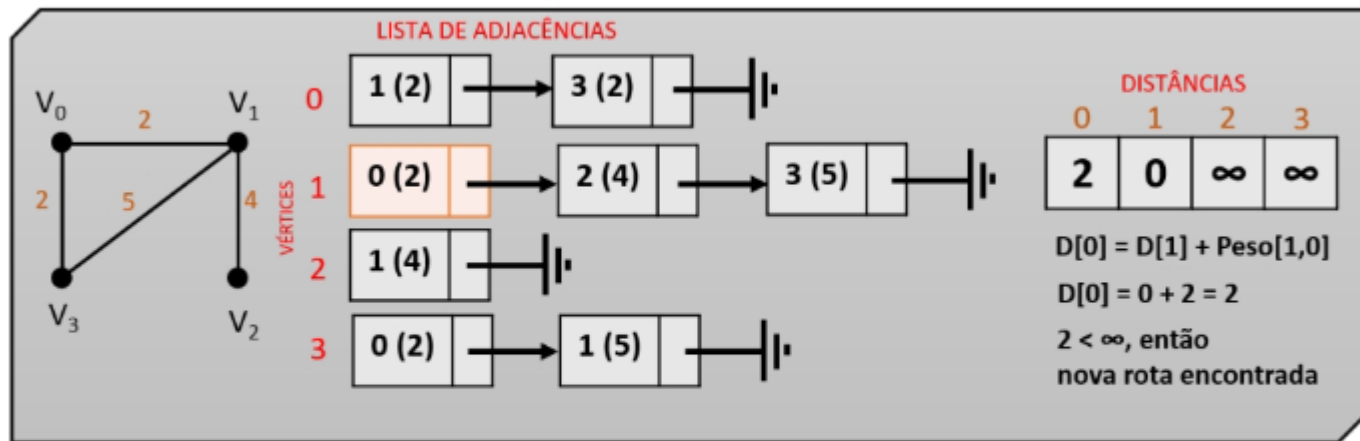 LISTA DE ADJACÊNCIAS
V0 2 V1
2 5 4
V3 V2
VÉRTICES
0 1 (2) 3 (2)
1 0 (2) 2 (4) 3 (5)
2 1 (4)
3 0 (2) 1 (5)
DISTÂNCIAS
0 1 2 3
2 0 ∞ ∞
D[0] = D[1] + Peso[1,0]
D[0] = 0 + 2 = 2
2 < ∞, então
nova rota encontrada